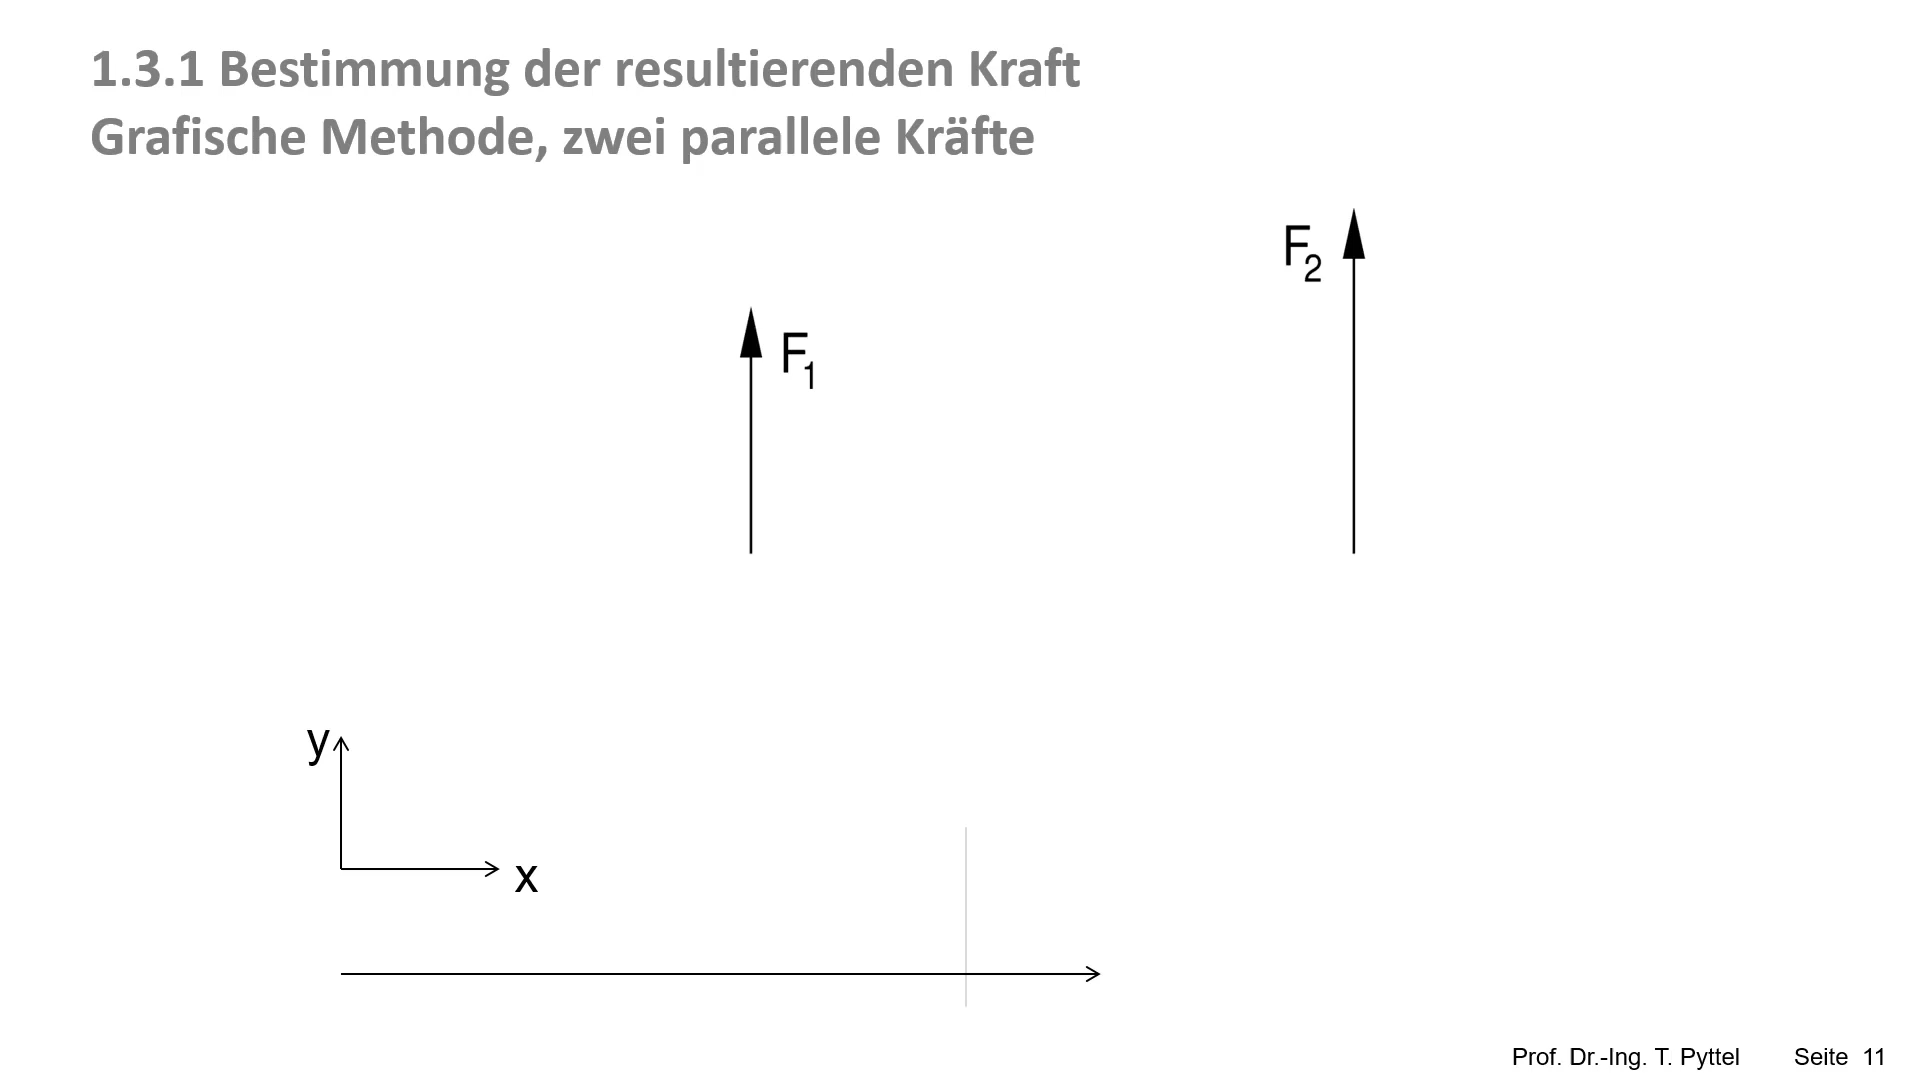 1.3.1 Bestimmung der resultierenden Kraft
Grafische Methode, zwei parallele Kräfte
F2
F1
y
x
Prof. Dr.-Ing. T. Pyttel Seite 11